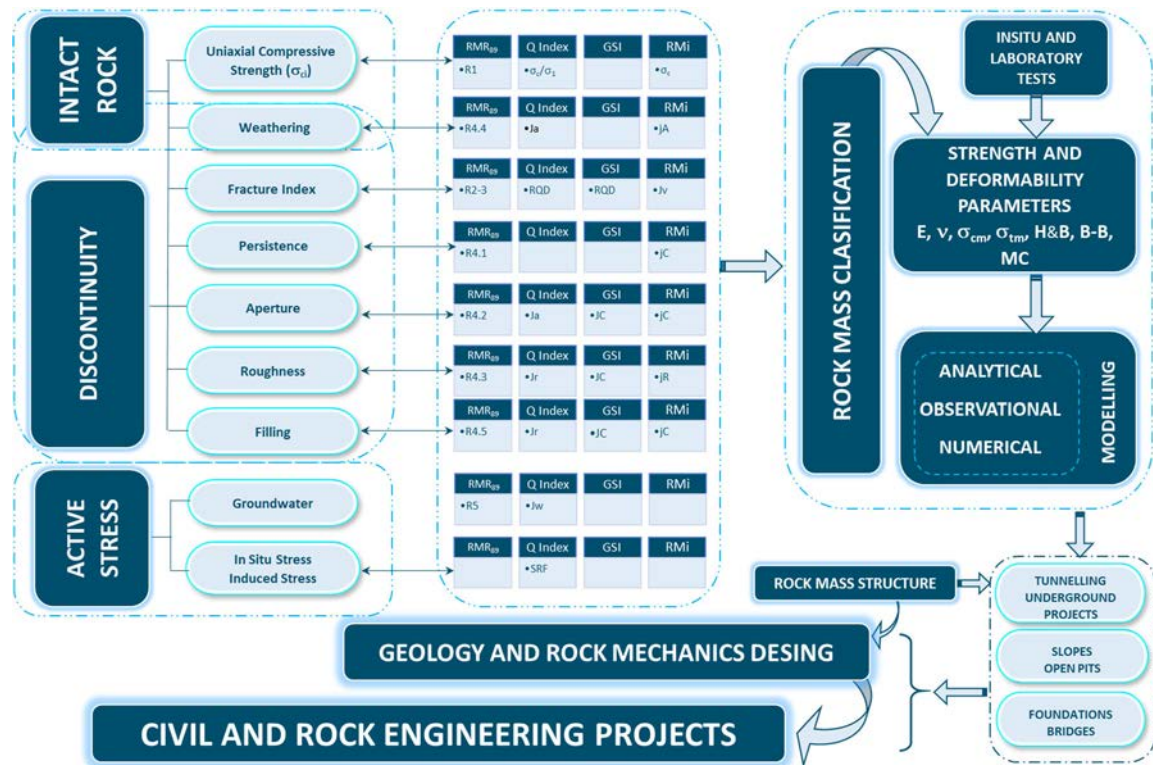 INTACT
ROCK
Uniaxial Compressive
Strength (σci)
Weathering
DISCONTINUITY
Fracture Index
Persistence
Aperture
Roughness
Filling
ACTIVE
STRESS
Groundwater
In Situ Stress
Induced Stress
RMR89 Q Index GSI RMi
•R1 •σc/σ1 •σc
RMR89 Q Index GSI RMi
•R4.4 •Ja •jA
RMR89 Q Index GSI RMi
•R2-3 •RQD •RQD •Jv
RMR89 Q Index GSI RMi
•R4.1 •jC
RMR89 Q Index GSI RMi
•R4.2 •Ja •JC •jC
RMR89 Q Index GSI RMi
•R4.3 •Jr •JC •jR
RMR89 Q Index GSI RMi
•R4.5 •Jr •JC •jC
RMR89 Q Index GSI RMi
•R5 •Jw
RMR89 Q Index GSI RMi
•SRF
ROCK MASS CLASIFICATION
INSITU AND
LABORATORY
TESTS
STRENGTH AND
DEFORMABILITY
PARAMETERS
E, ν, σcm, σtm, H&B, B-B,
MC
ANALYTICAL
OBSERVATIONAL
NUMERICAL
MODELLING
ROCK MASS STRUCTURE
TUNNELLING
UNDERGROUND
PROJECTS
SLOPES
OPEN PITS
FOUNDATIONS
BRIDGES
GEOLOGY AND ROCK MECHANICS DESING
CIVIL AND ROCK ENGINEERING PROJECTS